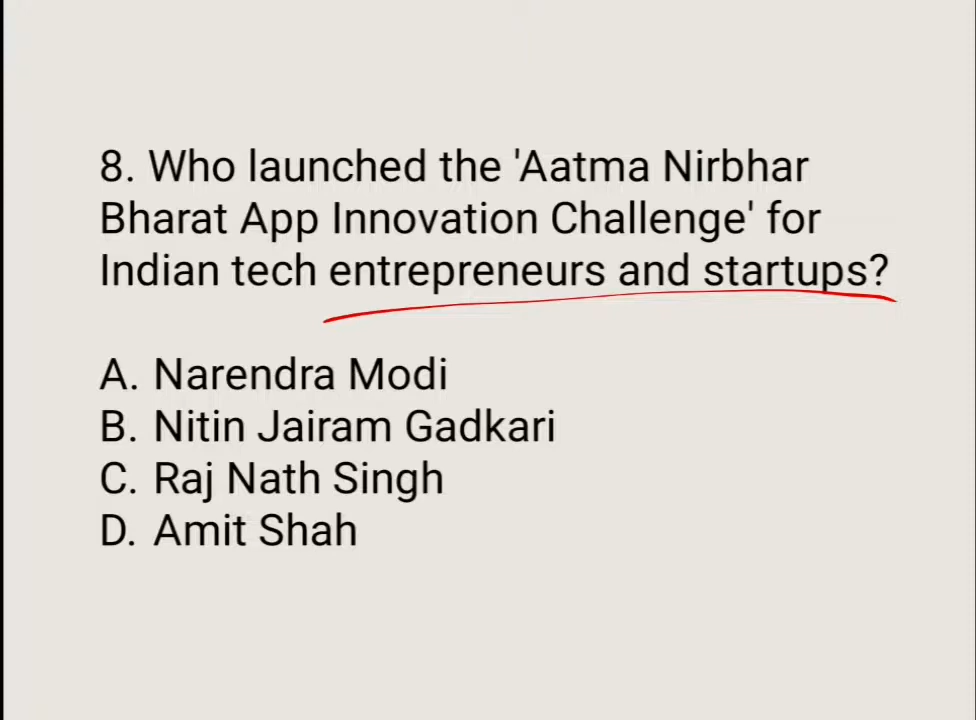 8. Who launched the 'Aatma Nirbhar
Bharat App Innovation Challenge' for
Indian tech entrepreneurs and startups?
A. Narendra Modi
B. Nitin Jairam Gadkari
C. Raj Nath Singh
D. Amit Shah